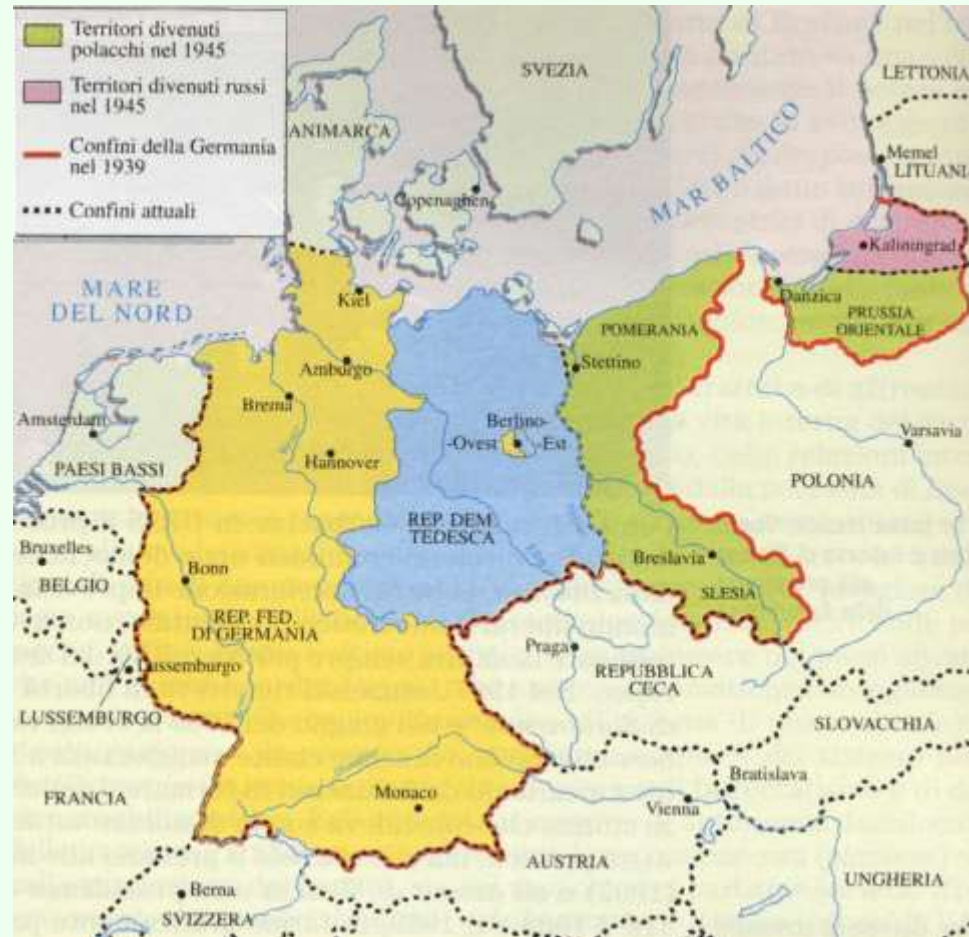 Territori divenuti
polacchi nel 1945
Territori divenuti russi
nel 1945
Confini della Germania
nel 1939
Confini attuali
SVEZIA
LETTONIA
ANIMARCA
MAR BALTICO
Memel
LITUANI
Copenaghen
Kaliningrad
MARE
DEL NORD
Kiel
Danzica
PRUSSIA
ORIENTALE
POMERANIA
Stettino
Amburgo
Brema
Amsterdam
Berlino-
-Ovest
-Est
Varsavia
Hannover
PAESI BASSI
POLONIA
REP. DEM.
TEDESCA
Bruxelles
BELGIO
Breslavia
SLESIA
Bonn
REP. FED.
DI GERMANIA
Praga
REPUBBLICA
CECA
Lussemburgo
LUSSEMBURGO
SLOVACCHIA
FRANCIA
Monaco
Bratislava
Vienna
AUSTRIA
UNGHERIA
Berna
SVIZZERA